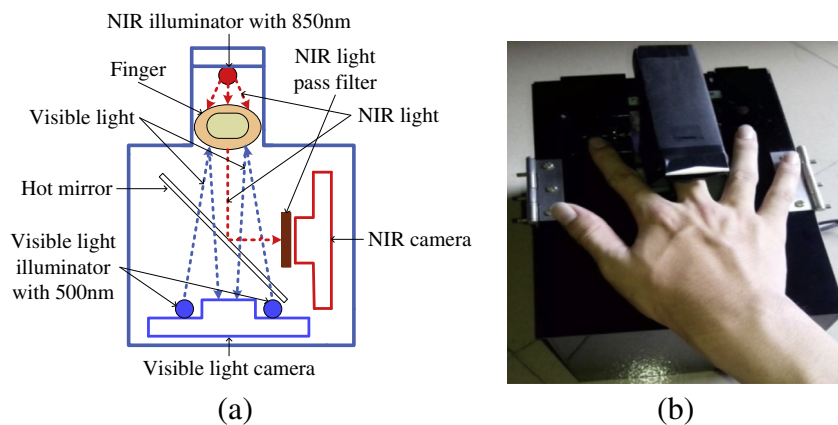 NIR illuminator with 850nm
NIR light
pass filter
Finger
Visible light
NIR light
Hot mirror
NIR camera
Visible light
illuminator
with 500nm
Visible light camera
(a)
(b)